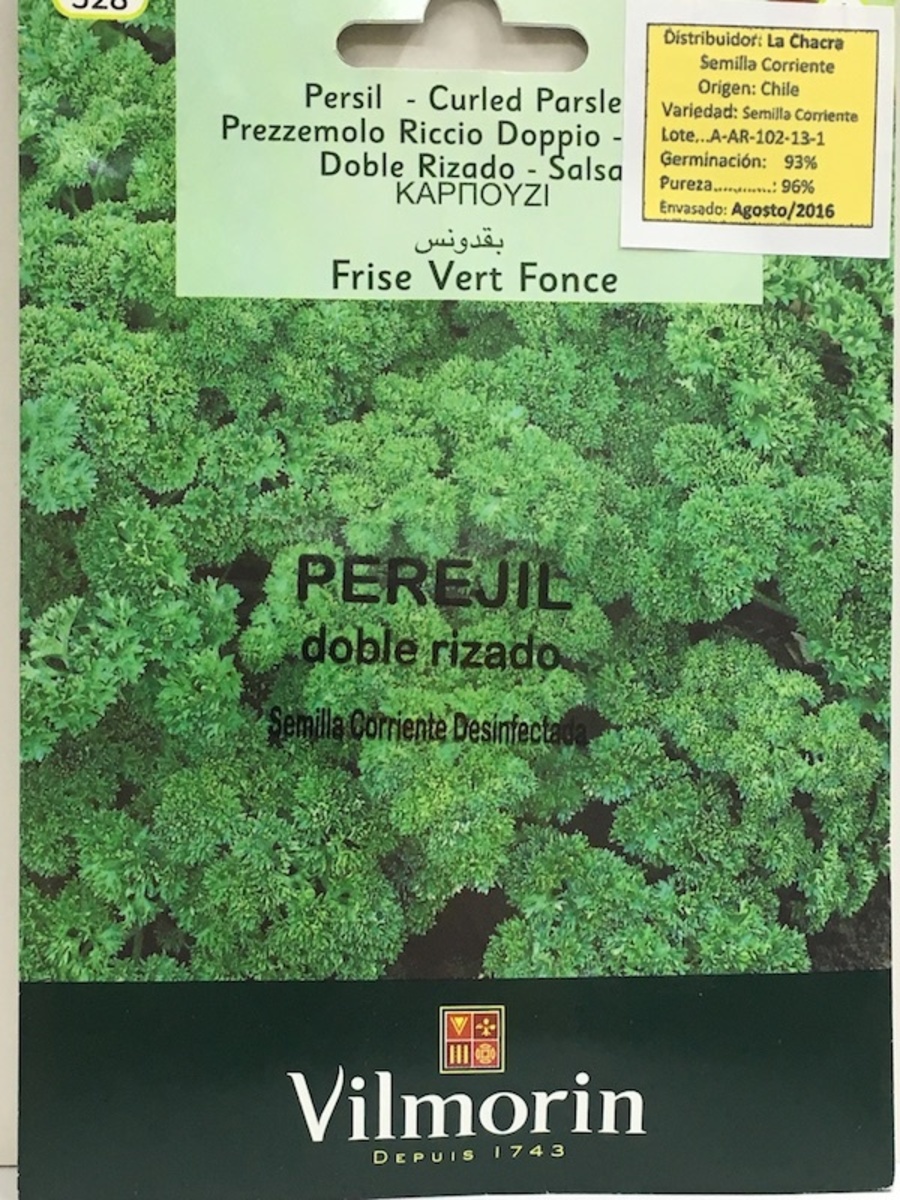 328
Persil - Curled Parsle
Prezzemolo Riccio Doppio -
Doble Rizado - Salsa
ΚΑΡΠΟΥΖΙ
بقدونس
Frise Vert Fonce
Distribuidor: La Chacra
Semilla Corriente
Origen: Chile
Variedad: Semilla Corriente
Lote...A-AR-102-13-1
Germinación: 93%
Pureza............: 96%
Envasado: Agosto/2016
PEREJIL
doble rizado
Semilla Corriente Desinfectada
Vilmorin
DEPUIS 1743